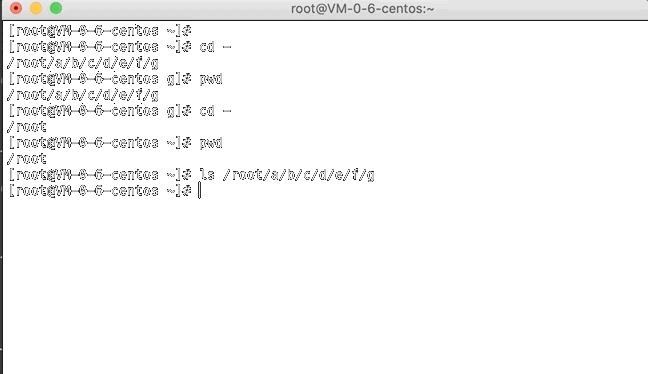 root@VM-0-6-centos:~
[root@VM-0-6-centos ~]#
[root@VM-0-6-centos ~]# cd -
/root/a/b/c/d/e/f/g
[root@VM-0-6-centos g]# pwd
/root/a/b/c/d/e/f/g
[root@VM-0-6-centos g]# cd -
/root
[root@VM-0-6-centos ~]# pwd
/root
[root@VM-0-6-centos ~]# ls /root/a/b/c/d/e/f/g
[root@VM-0-6-centos ~]#